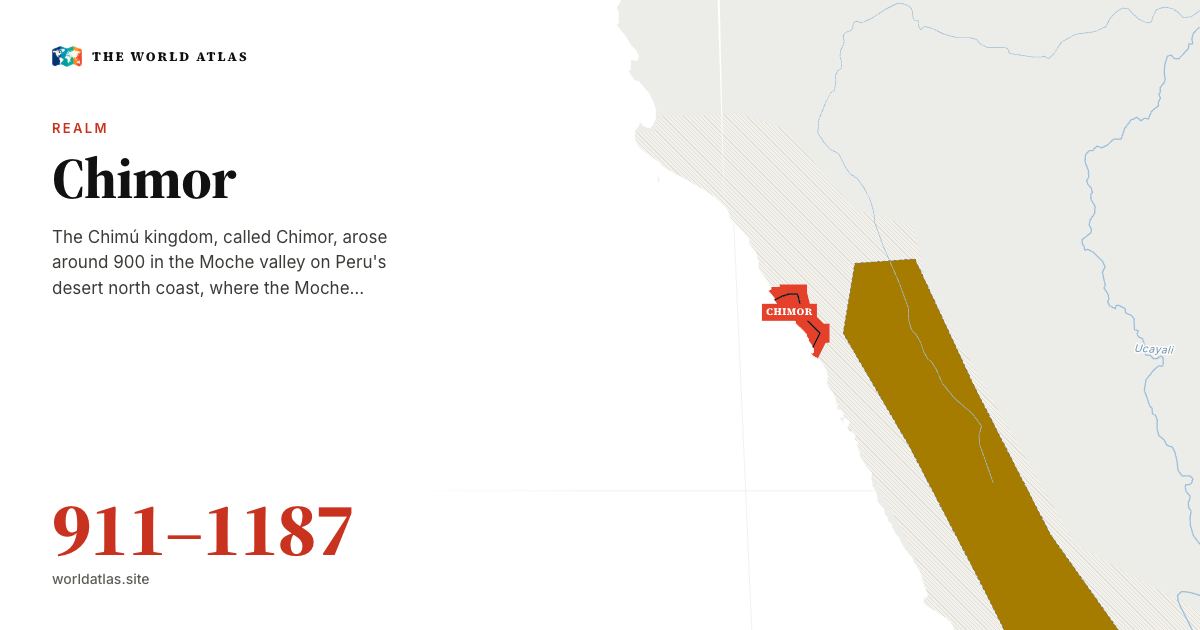 THE WORLD ATLAS
REALM
Chimor
The Chimú kingdom, called Chimor, arose
around 900 in the Moche valley on Peru's
desert north coast, where the Moche...
911–1187
worldatlas.site
CHIMOR
Ucayali